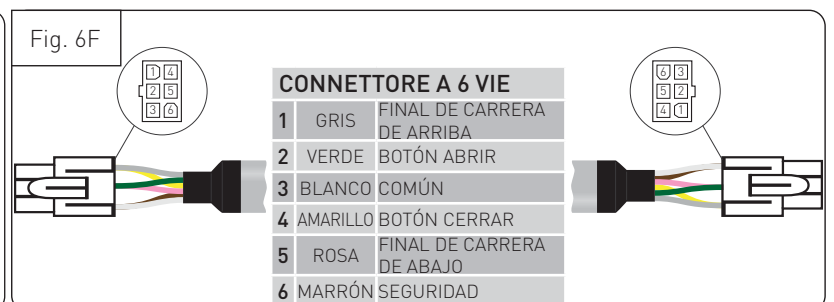 Fig. 6F
1 4
2 5
3 6
CONNETTORE A 6 VIE
1 GRIS FINAL DE CARRERA
DE ARRIBA
2 VERDE BOTÓN ABRIR
3 BLANCO COMÚN
4 AMARILLO BOTÓN CERRAR
5 ROSA FINAL DE CARRERA
DE ABAJO
6 MARRÓN SEGURIDAD
6 3
5 2
4 1